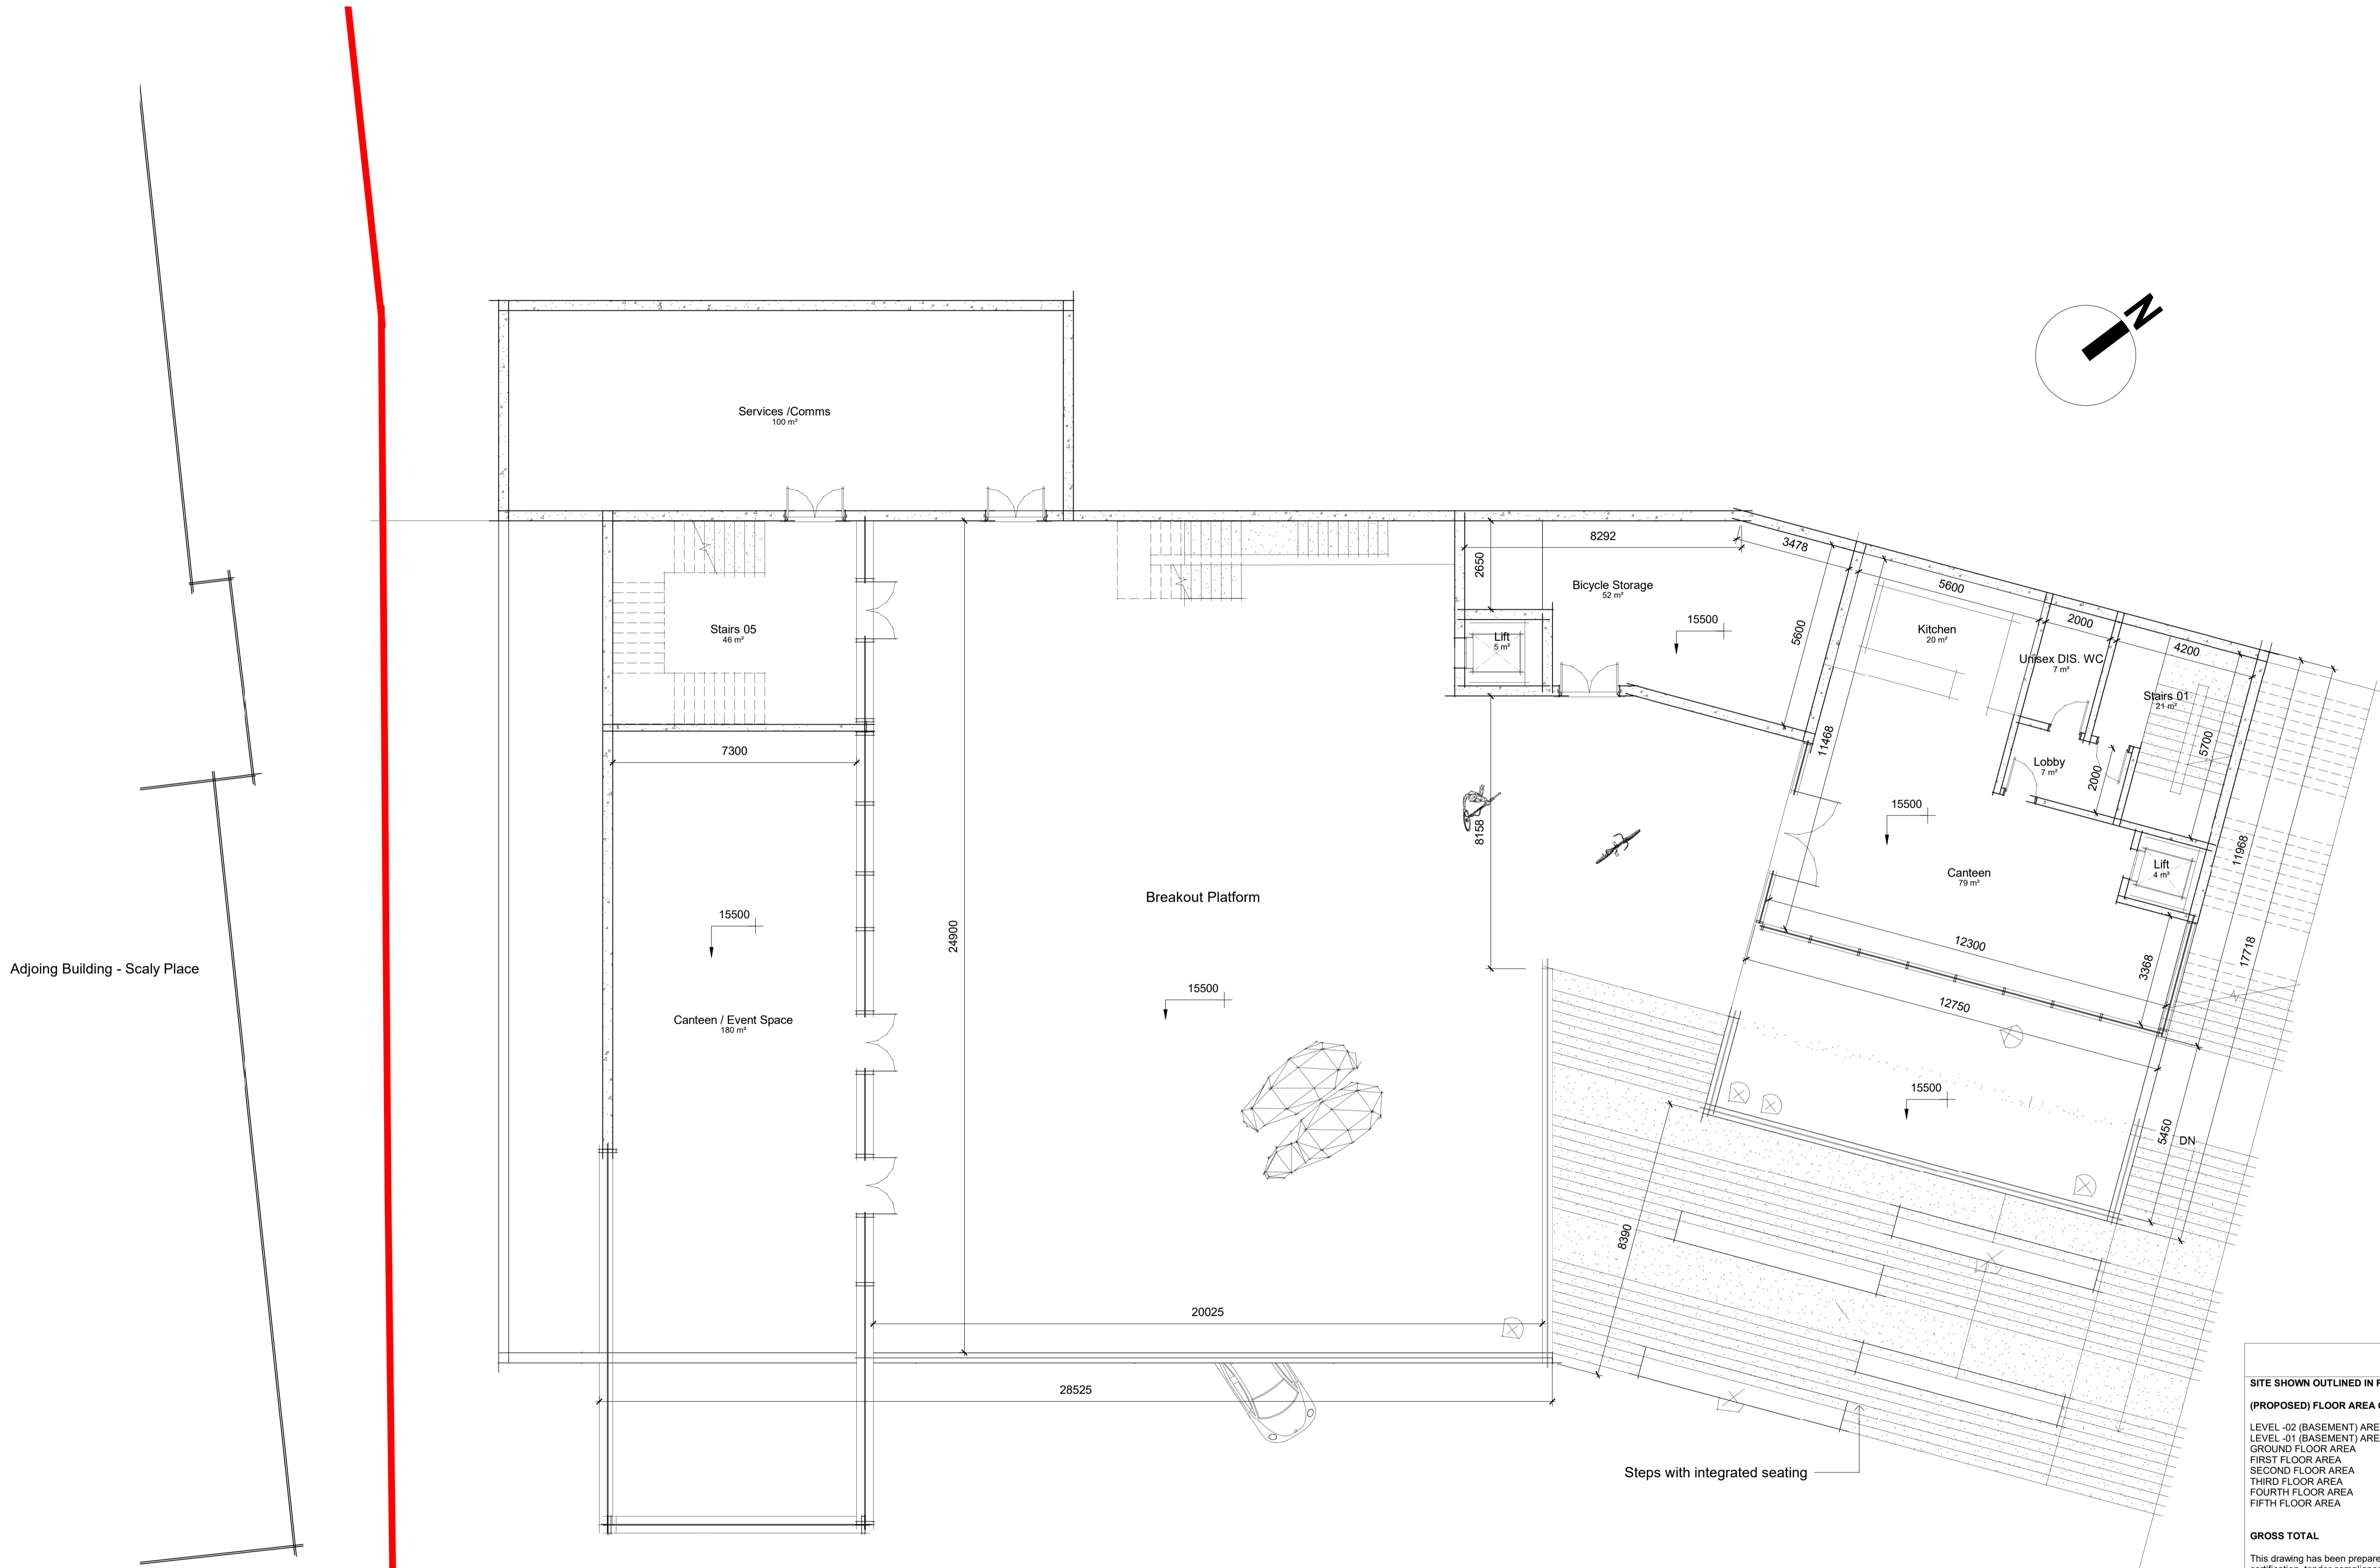 N
Services /Comms
100 m²
8292
3478
2650
Bicycle Storage
52 m²
5600
5600
2000
4200
Kitchen
20 m²
15500
Lift
5 m²
Stairs 05
46 m²
Unisex DIS. WC
7 m²
Stairs 01
21 m²
7300
11468
5700
Lobby
7 m²
2000
15500
8158
11968
Lift
4 m²
Canteen
79 m²
Breakout Platform
15500
24900
12300
3368
17718
Adjoing Building - Scaly Place
15500
12750
Canteen / Event Space
180 m²
15500
5450
DN
8390
20025
28525
Steps with integrated seating
SITE SHOWN OUTLINED IN
(PROPOSED) FLOOR AREA
LEVEL -02 (BASEMENT)
LEVEL -01 (BASEMENT)
GROUND FLOOR AREA
FIRST FLOOR AREA
SECOND FLOOR AREA
THIRD FLOOR AREA
FOURTH FLOOR AREA
FIFTH FLOOR AREA
GROSS TOTAL
This drawing has been